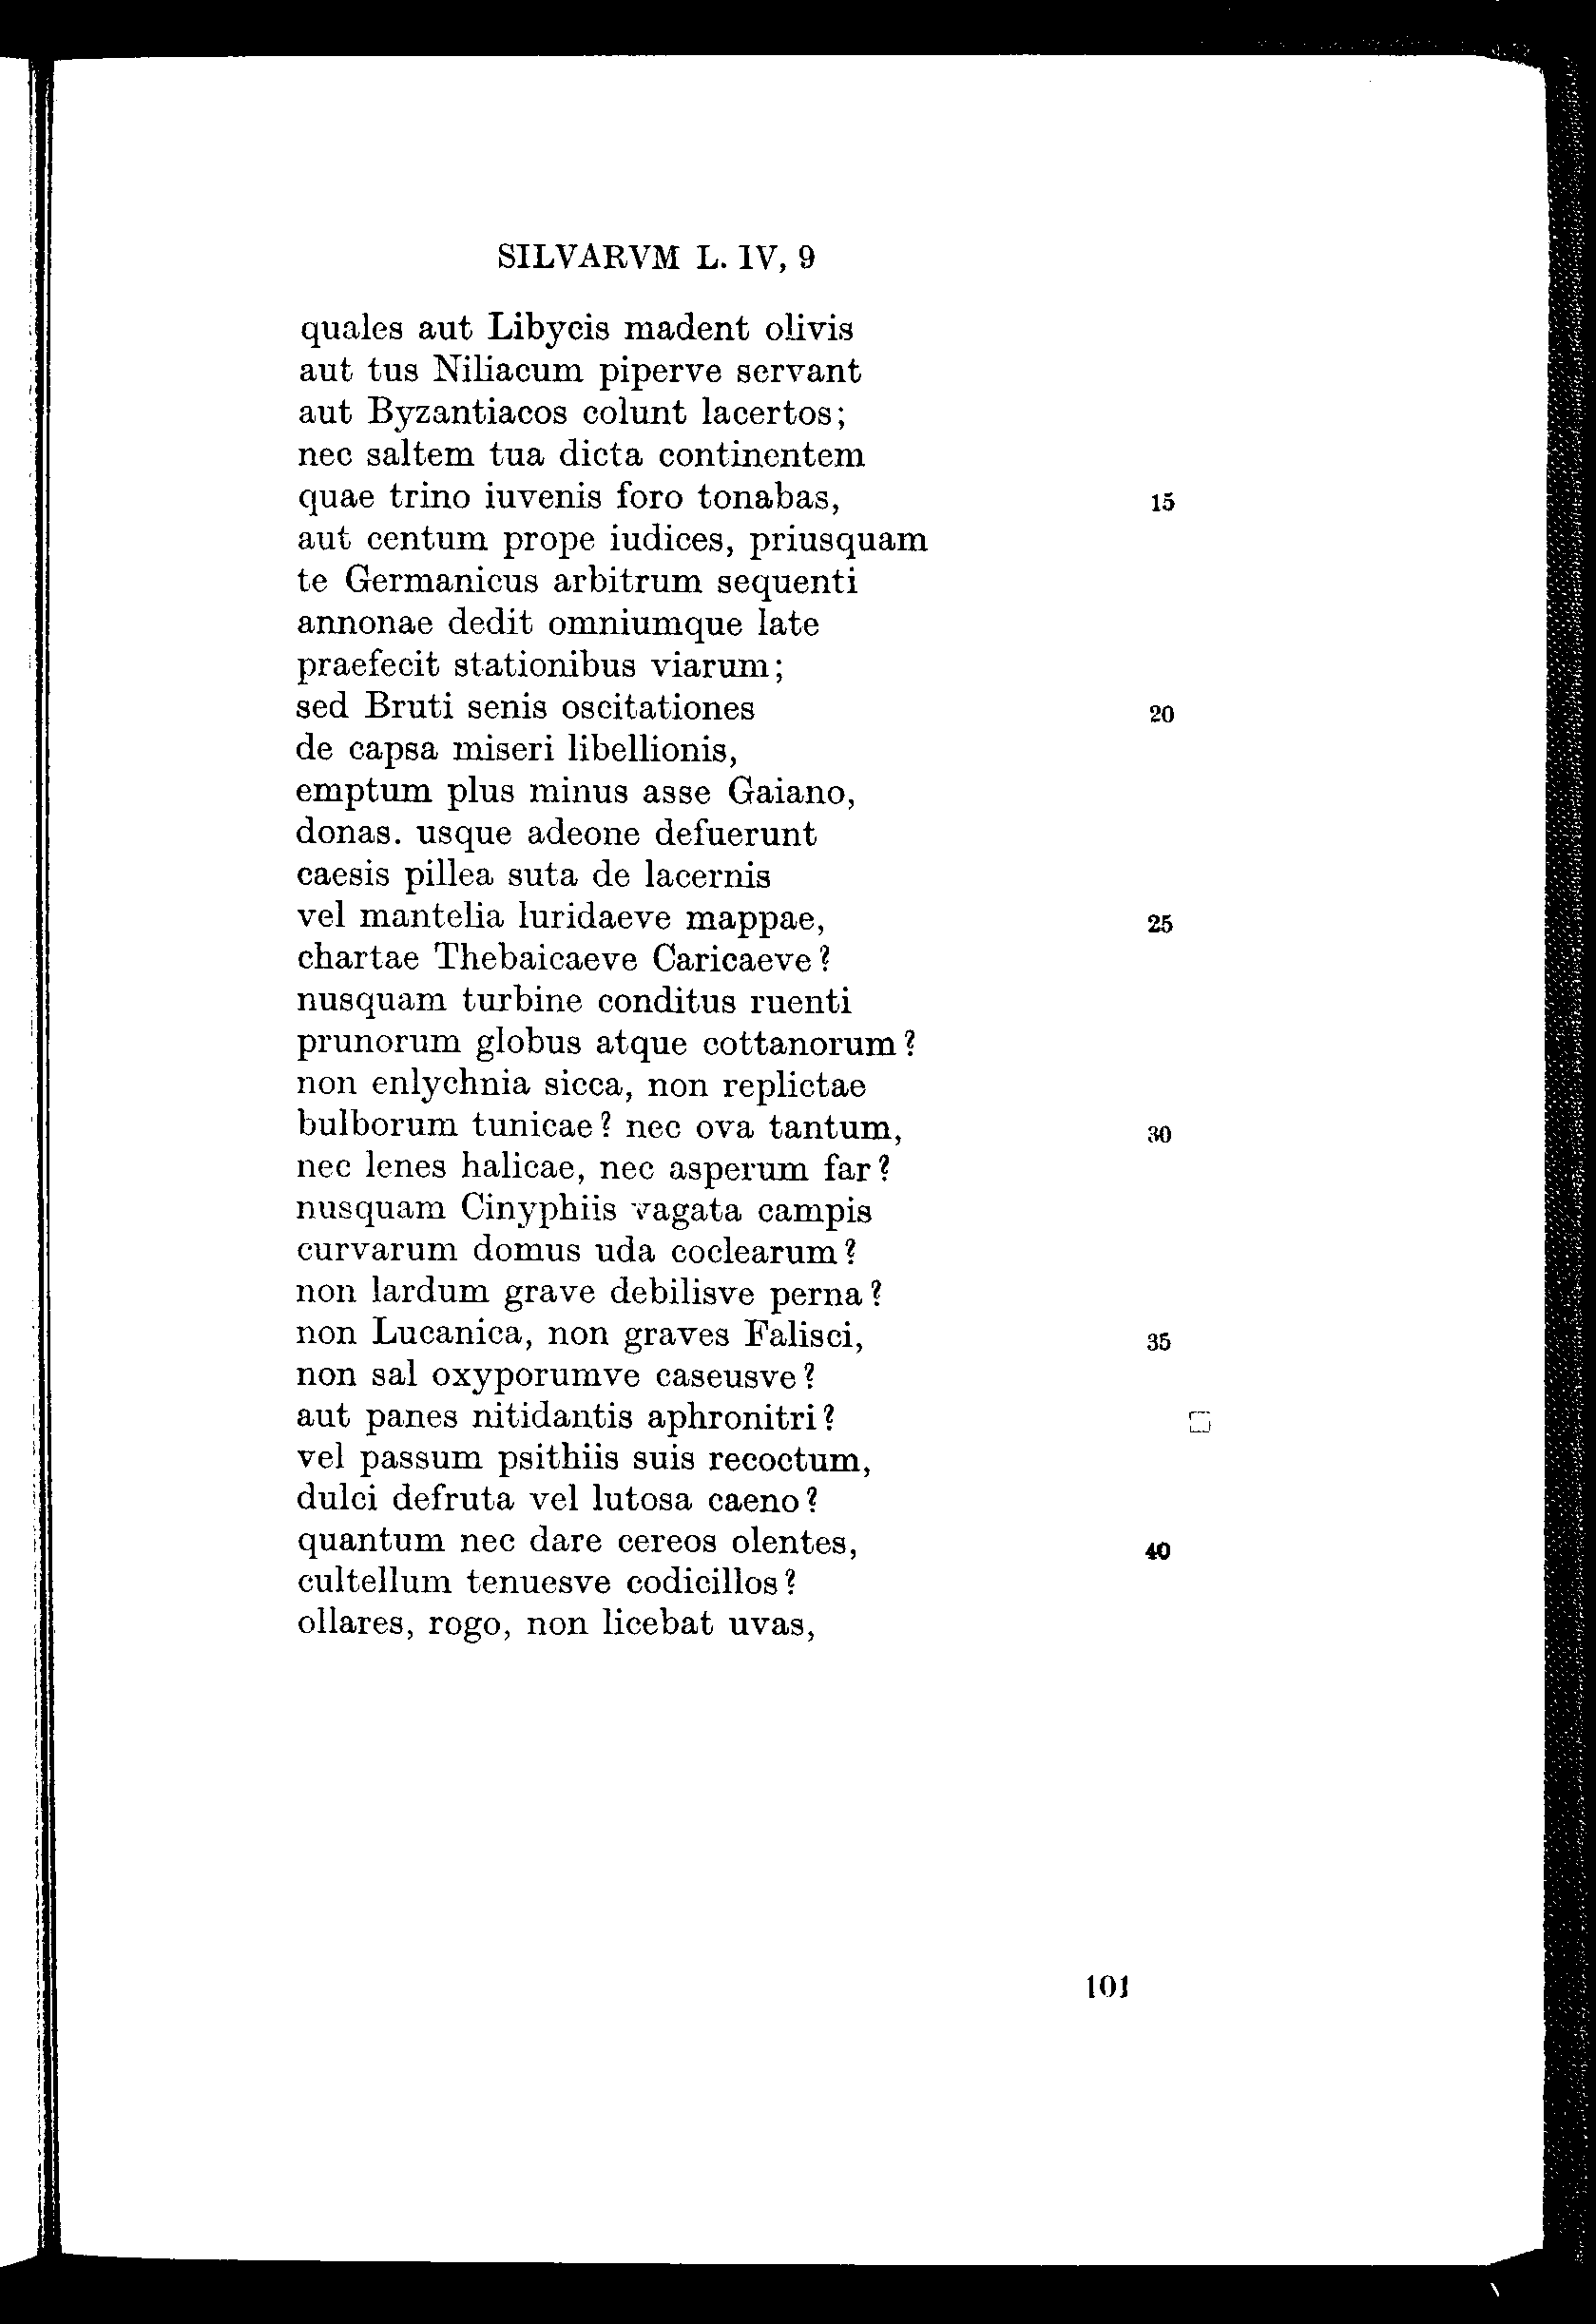 SILVARVM L. IV, 9
quales aut Libycis madent olivis
aut tus Niliacum piperve servant
aut Byzantiacos colunt lacertos;
nec saltem tua dicta continentem
quae trino iuvenis foro tonabas, 15
aut centum prope iudices, priusquam
te Germanicus arbitrum sequenti
annonae dedit omniumque late
praefecit stationibus viarum;
sed Bruti senis oscitationes 20
de capsa miseri libellionis,
emptum plus minus asse Gaiano,
donas. usque adeone defuerunt
caesis pillea suta de lacernis
vel mantelia luridaeve mappae, 25
chartae Thebaicaeve Caricaeve?
nusquam turbine conditus ruenti
prunorum globus atque cottanorum?
non enlychnia sicca, non replictae
bulborum tunicae? nec ova tantum, 30
nec lenes halicae, nec asperum far?
nusquam Cinyphiis vagata campis
curvarum domus uda coclearum?
non lardum grave debilisve perna?
non Lucanica, non graves Falisci, 35
non sal oxyporumve caseusve?
aut panes nitidantis aphronitri?
vel passum psithiis suis recoctum,
dulci defruta vel lutosa caeno?
quantum nec dare cereos olentes, 40
cultellum tenuesve codicillos?
ollares, rogo, non licebat uvas,
101